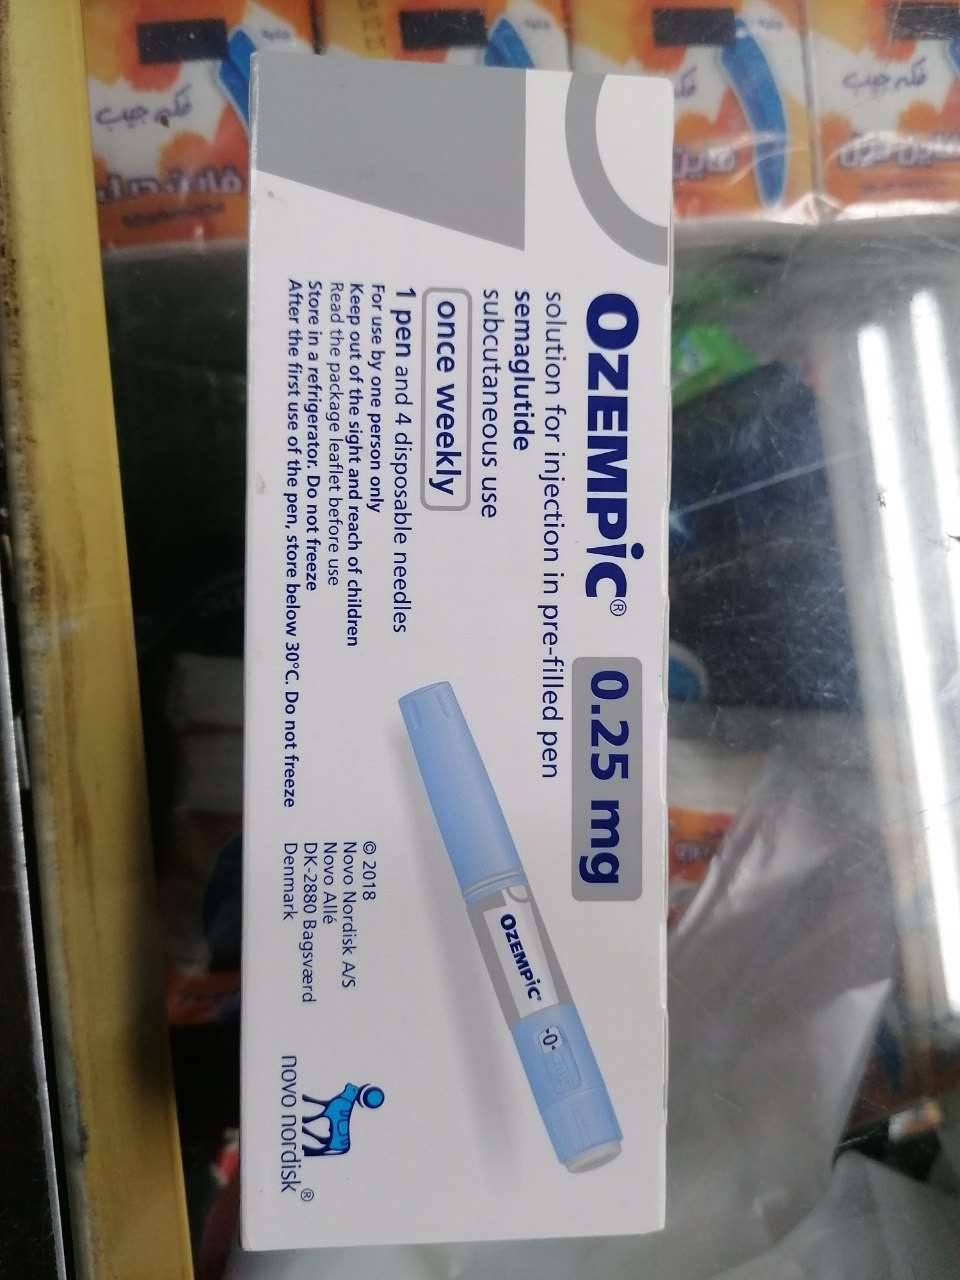 OZEMPIC® 0.25 mg
solution for injection in pre-filled pen
semaglutide
subcutaneous use
once weekly
1 pen and 4 disposable needles
For use by one person only
Keep out of the sight and reach of children
Read the package leaflet before use
Store in a refrigerator. Do not freeze
After the first use of the pen, store below 30°C. Do not freeze
© 2018
Novo Nordisk A/S
Novo Allé
DK-2880 Bagsværd
Denmark
OZEMPIC®
-0-
novo nordisk®